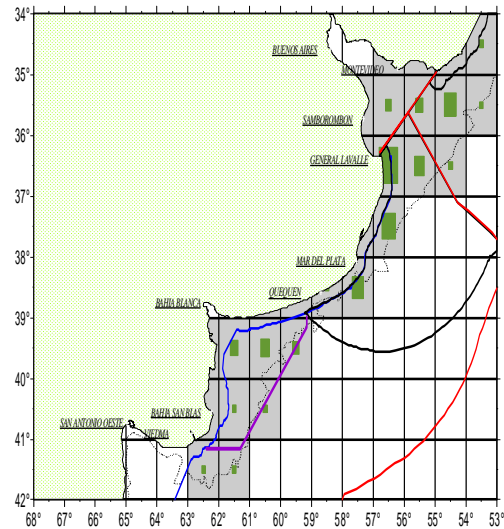 34°
BUENOS AIRES
35°
MONTEVIDEO
SAMBOROMBON
36°
GENERAL LAVALLE
37°
38°
MAR DEL PLATA
QUEQUEN
BAHIA BLANCA
39°
40°
BAHIA SAN BLAS
SAN ANTONIO OESTE
VIEDMA
41°
42°
68° 67° 66° 65° 64° 63° 62° 61° 60° 59° 58° 57° 56° 55° 54° 53°